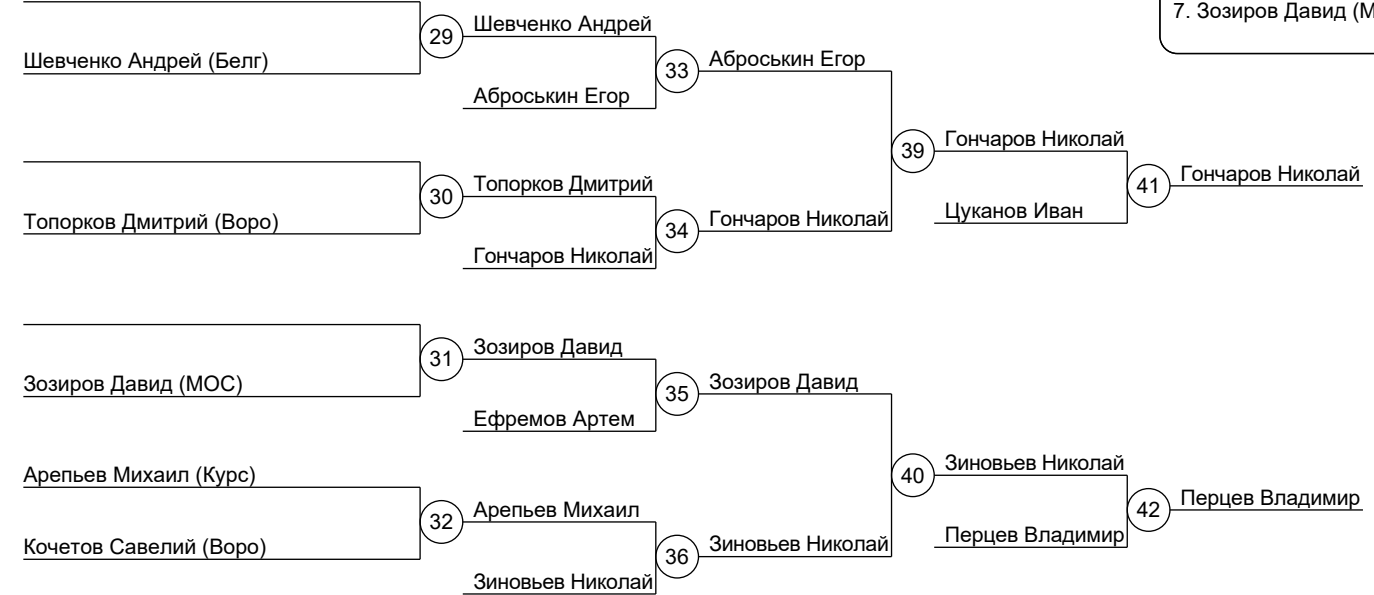 7. Зозиров Давид (М
Шевченко Андрей
29
Шевченко Андрей (Белг)
Аброськин Егор
33
Аброськин Егор
39
Гончаров Николай
Топорков Дмитрий
30
Топорков Дмитрий (Воро)
Гончаров Николай
34
Гончаров Николай
Цуканов Иван
41
Гончаров Николай
Зозиров Давид
31
Зозиров Давид (МОС)
Ефремов Артем
35
Зозиров Давид
40
Зиновьев Николай
Арепьев Михаил (Курс)
32
Арепьев Михаил
Кочетов Савелий (Воро)
Зиновьев Николай
36
Зиновьев Николай
Перцев Владимир
42
Перцев Владимир